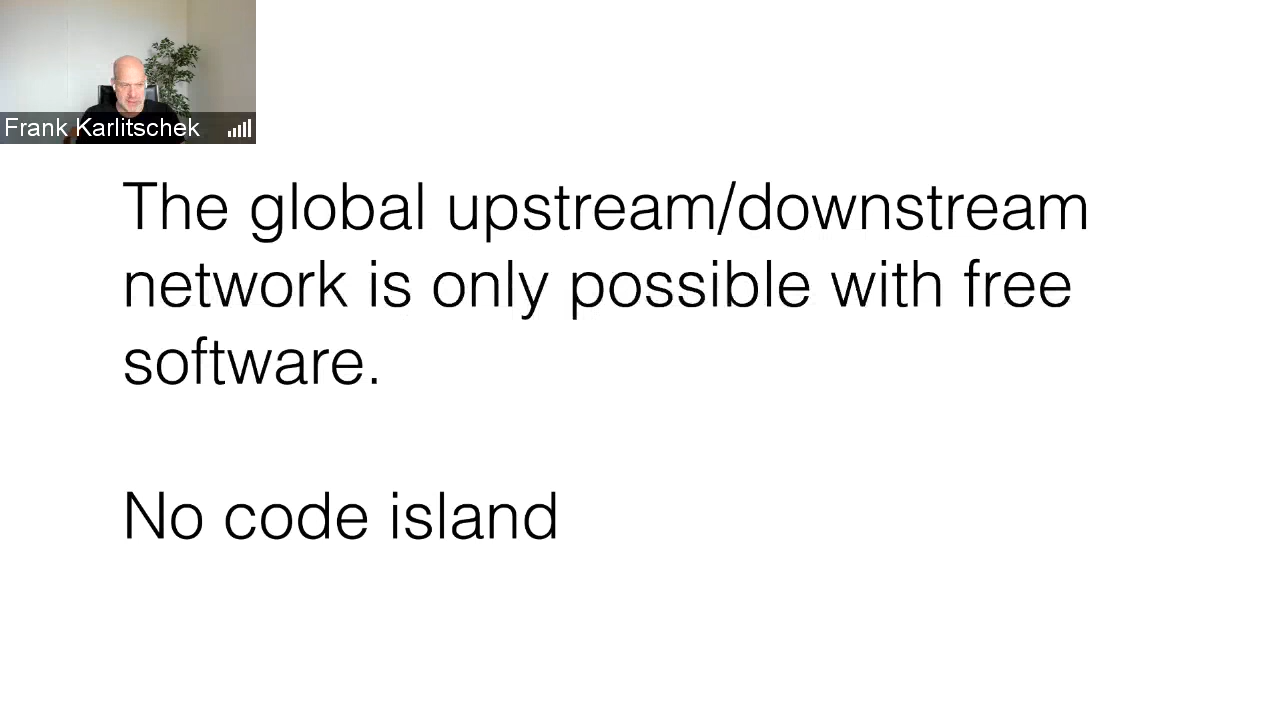 Frank Karlitschek
The global upstream/downstream
network is only possible with free
software.
No code island